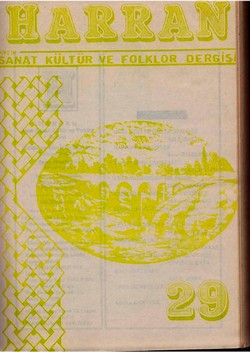 HARRAN
SANAT KÜLTÜR VE FOLKLOR DERGİSİ
29